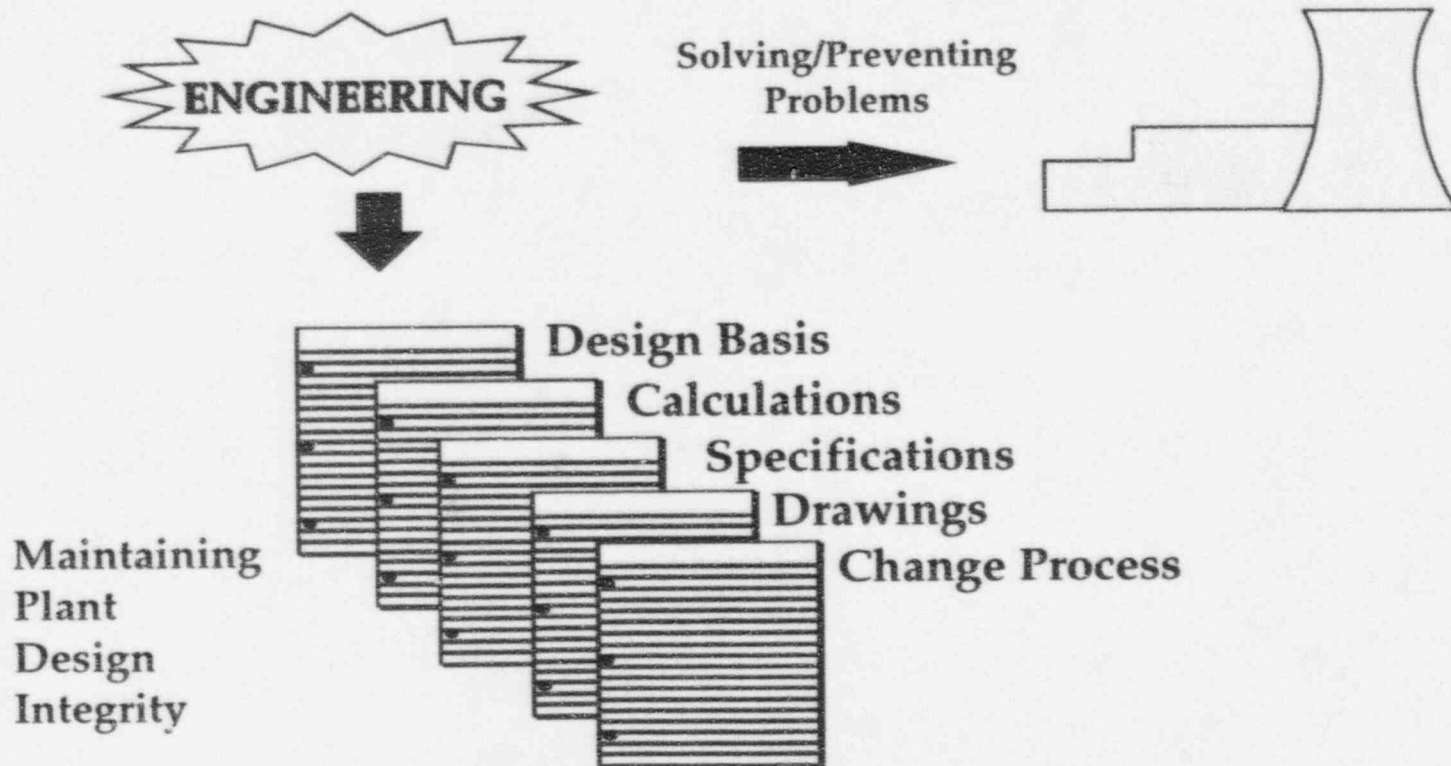 ENGINEERING
Solving/Preventing
Problems
Design Basis
Calculations
Specifications
Drawings
Change Process
Maintaining
Plant
Design
Integrity